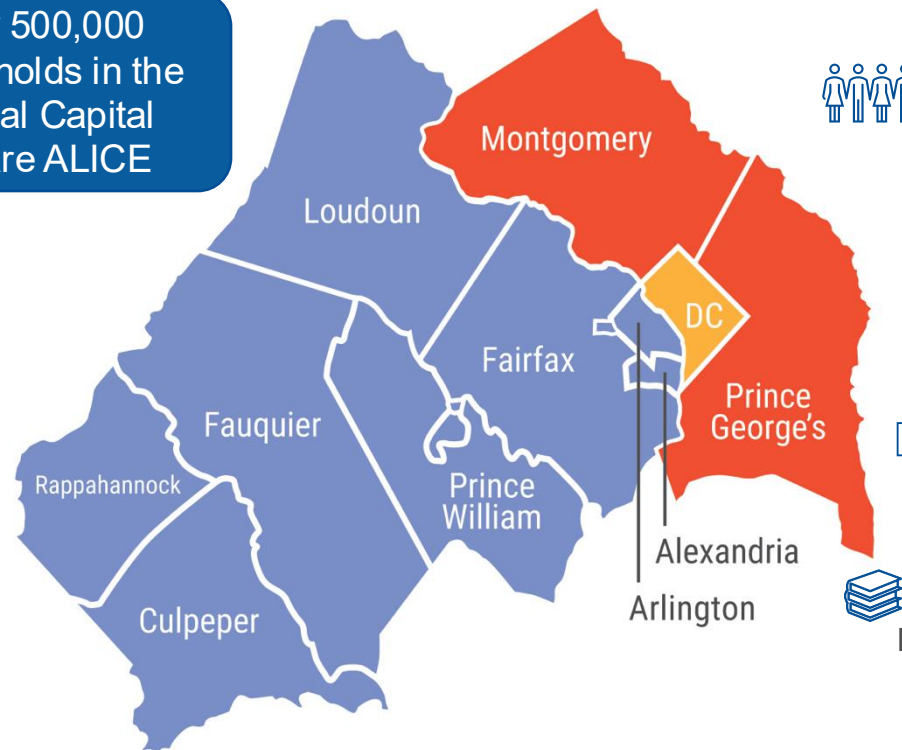 500,000
holds in the
al Capital
re ALICE
Montgomery
Loudoun
DC
Fairfax
Prince
George's
Fauquier
Rappahannock
Prince
William
Alexandria
Arlington
Culpeper